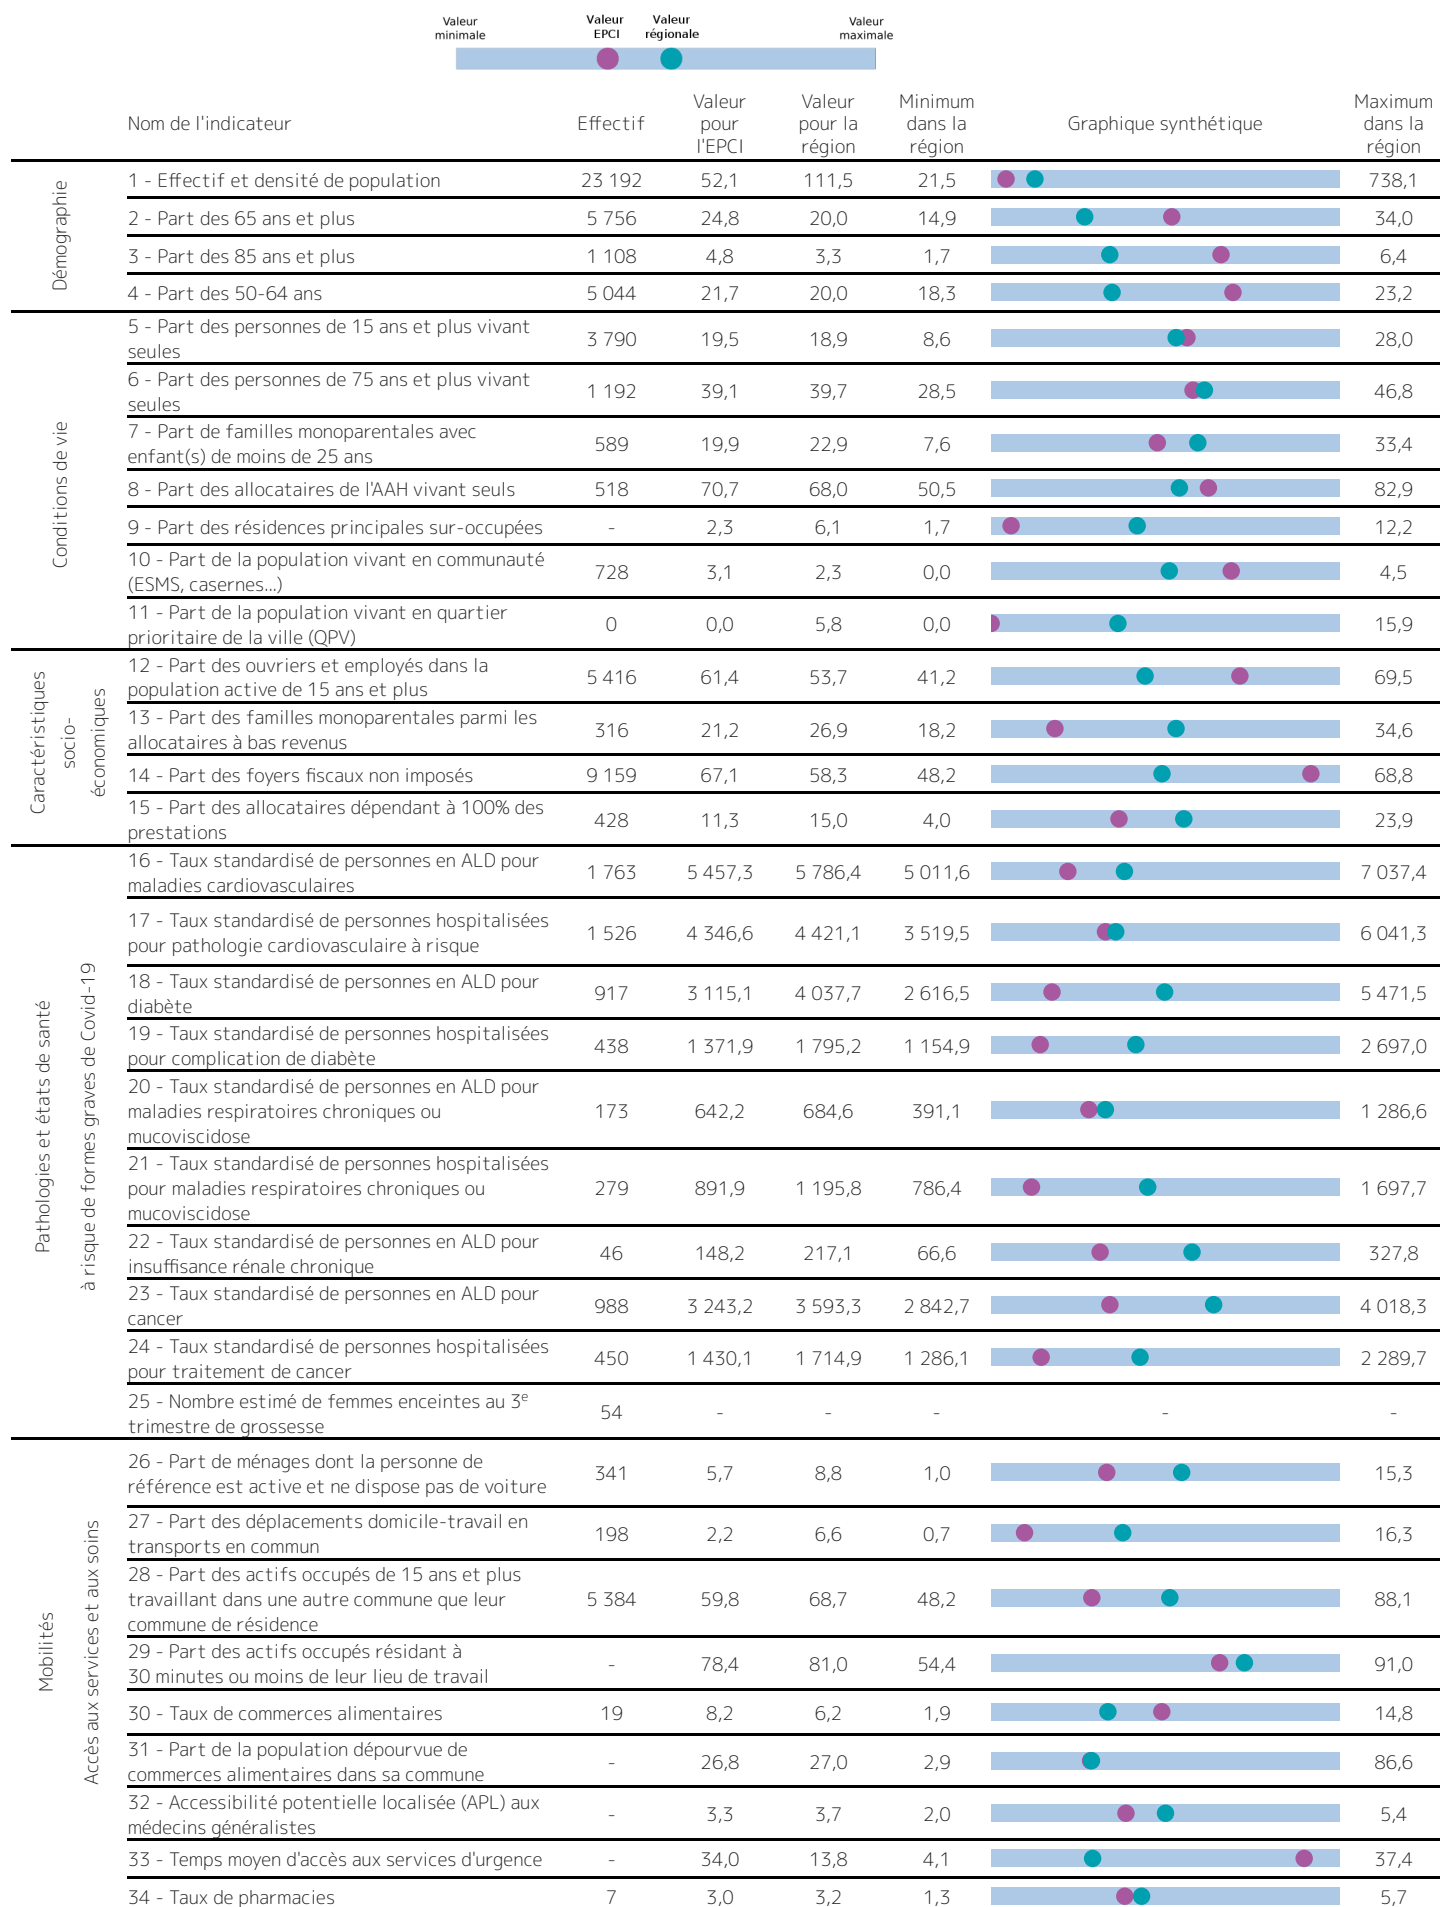 Valeur minimale
Valeur EPCI
Valeur régionale
Valeur maximale
Nom de l'indicateur
Effectif
Valeur pour l'EPCI
Valeur pour la région
Minimum dans la région
Graphique synthétique
Maximum dans la région
Démographie
1 - Effectif et densité de population 23 192 52,1 111,5 21,5 738,1
2 - Part des 65 ans et plus 5 756 24,8 20,0 14,9 34,0
3 - Part des 85 ans et plus 1 108 4,8 3,3 1,7 6,4
4 - Part des 50-64 ans 5 044 21,7 20,0 18,3 23,2
Conditions de vie
5 - Part des personnes de 15 ans et plus vivant
seules 3 790 19,5 18,9 8,6 28,0
6 - Part des personnes de 75 ans et plus vivant
seules 1 192 39,1 39,7 28,5 46,8
7 - Part de familles monoparentales avec
enfant(s) de moins de 25 ans 589 19,9 22,9 7,6 33,4
8 - Part des allocataires de l'AAH vivant seuls 518 70,7 68,0 50,5 82,9
9 - Part des résidences principales sur-occupées - 2,3 6,1 1,7 12,2
10 - Part de la population vivant en communauté
(ESMS, casernes...) 728 3,1 2,3 0,0 4,5
11 - Part de la population vivant en quartier
prioritaire de la ville (QPV) 0 0,0 5,8 0,0 15,9
Caractéristiques
socio-
économiques
12 - Part des ouvriers et employés dans la
population active de 15 ans et plus 5 416 61,4 53,7 41,2 69,5
13 - Part des familles monoparentales parmi les
allocataires à bas revenus 316 21,2 26,9 18,2 34,6
14 - Part des foyers fiscaux non imposés 9 159 67,1 58,3 48,2 68,8
15 - Part des allocataires dépendant à 100% des
prestations 428 11,3 15,0 4,0 23,9
Pathologies et états de santé
à risque de formes graves de Covid-19
16 - Taux standardisé de personnes en ALD pour
maladies cardiovasculaires 1 763 5 457,3 5 786,4 5 011,6 7 037,4
17 - Taux standardisé de personnes hospitalisées
pour pathologie cardiovasculaire à risque 1 526 4 346,6 4 421,1 3 519,5 6 041,3
18 - Taux standardisé de personnes en ALD pour
diabète 917 3 115,1 4 037,7 2 616,5 5 471,5
19 - Taux standardisé de personnes hospitalisées
pour complication de diabète 438 1 371,9 1 795,2 1 154,9 2 697,0
20 - Taux standardisé de personnes en ALD pour
maladies respiratoires chroniques ou
mucoviscidose 173 642,2 684,6 391,1 1 286,6
21 - Taux standardisé de personnes hospitalisées
pour maladies respiratoires chroniques ou
mucoviscidose 279 891,9 1 195,8 786,4 1 697,7
22 - Taux standardisé de personnes en ALD pour
insuffisance rénale chronique 46 148,2 217,1 66,6 327,8
23 - Taux standardisé de personnes en ALD pour
cancer 988 3 243,2 3 593,3 2 842,7 4 018,3
24 - Taux standardisé de personnes hospitalisées
pour traitement de cancer 450 1 430,1 1 714,9 1 286,1 2 289,7
25 - Nombre estimé de femmes enceintes au 3e
trimestre de grossesse 54 - - - - -
Mobilités
Accès aux services et aux soins
26 - Part de ménages dont la personne de
référence est active et ne dispose pas de voiture 341 5,7 8,8 1,0 15,3
27 - Part des déplacements domicile-travail en
transports en commun 198 2,2 6,6 0,7 16,3
28 - Part des actifs occupés de 15 ans et plus
travaillant dans une autre commune que leur
commune de résidence 5 384 59,8 68,7 48,2 88,1
29 - Part des actifs occupés résidant à
30 minutes ou moins de leur lieu de travail - 78,4 81,0 54,4 91,0
30 - Taux de commerces alimentaires 19 8,2 6,2 1,9 14,8
31 - Part de la population dépourvue de
commerces alimentaires dans sa commune - 26,8 27,0 2,9 86,6
32 - Accessibilité potentielle localisée (APL) aux
médecins généralistes - 3,3 3,7 2,0 5,4
33 - Temps moyen d'accès aux services d'urgence - 34,0 13,8 4,1 37,4
34 - Taux de pharmacies 7 3,0 3,2 1,3 5,7